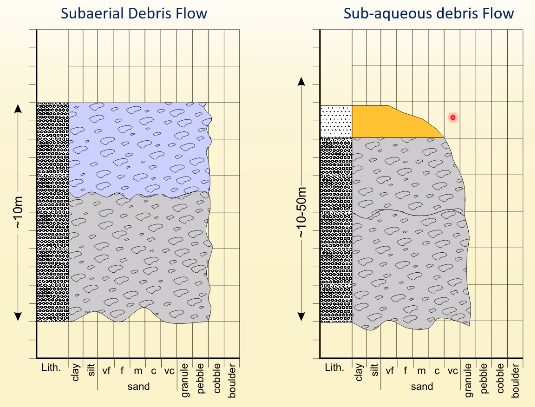 Subaerial Debris Flow
Sub-aqueous debris Flow
~10m
Lith.
clay
silt
vf
f
m
c
vc
granule
pebble
cobble
boulder
sand
~10-50m
Lith.
clay
silt
vf
f
m
c
vc
granule
pebble
cobble
boulder
sand